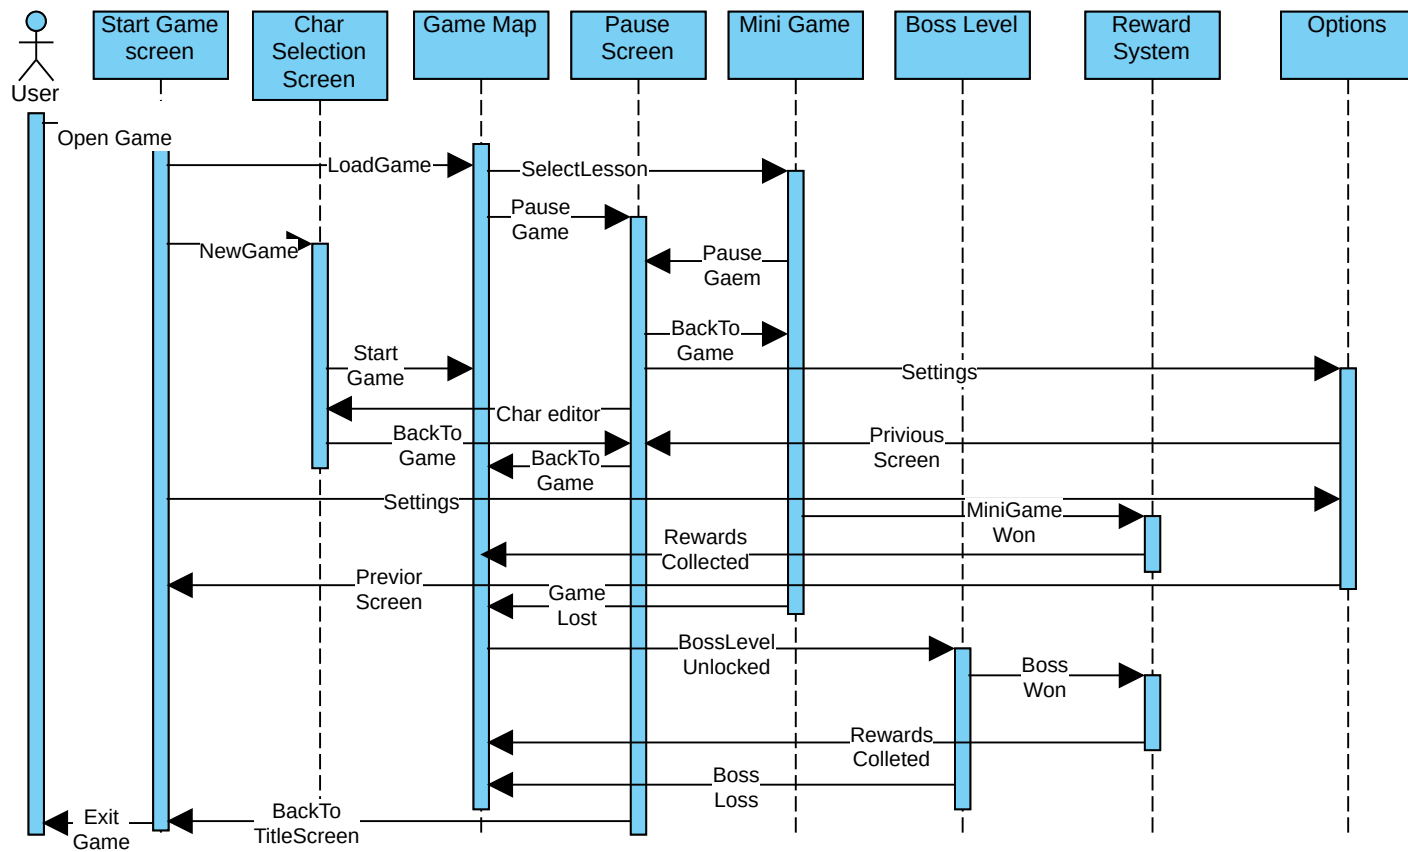 Start Game
screen
Char
Selection
Screen
Game Map
Pause
Screen
Mini Game
Boss Level
Reward
System
Options
User
Open Game
LoadGame
SelectLesson
Pause
Game
NewGame
Pause
Gaem
BackTo
Game
Start
Game
Settings
Char editor
BackTo
Game
Privious
Screen
BackTo
Game
Settings
MiniGame
Won
Rewards
Collected
Previor
Screen
Game
Lost
BossLevel
Unlocked
Boss
Won
Rewards
Colleted
Boss
Loss
Exit
Game
BackTo
TitleScreen